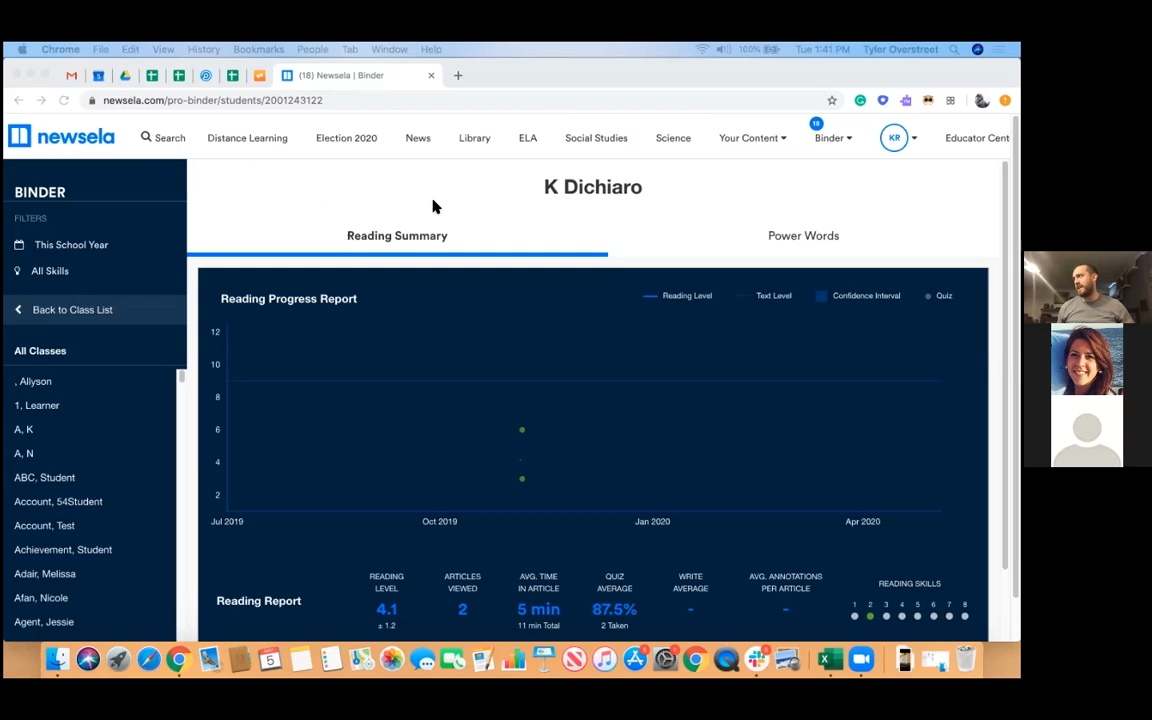 Chrome File Edit View History Bookmarks People Tab Window Help 100% Tue 1:41 PM Tyler Overstreet
(18) Newsela | Binder
newsela.com/pro-binder/students/2001243122
newsela Search Distance Learning Election 2020 News Library ELA Social Studies Science Your Content Binder 18 KR Educator Cent
BINDER
FILTERS
This School Year
All Skills
Back to Class List
All Classes
, Allyson
1, Learner
A, K
A, N
ABC, Student
Account, 54Student
Account, Test
Achievement, Student
Adair, Melissa
Afan, Nicole
Agent, Jessie
K Dichiaro
Reading Summary Power Words
Reading Progress Report Reading Level Text Level Confidence Interval Quiz
12
10
8
6
4
2
Jul 2019 Oct 2019 Jan 2020 Apr 2020
Reading Report
READING LEVEL
4.1
± 1.2
ARTICLES VIEWED
2
AVG. TIME IN ARTICLE
5 min
11 min Total
QUIZ AVERAGE
87.5%
2 Taken
WRITE AVERAGE
-
AVG. ANNOTATIONS PER ARTICLE
-
READING SKILLS
1 2 3 4 5 6 7 8
5